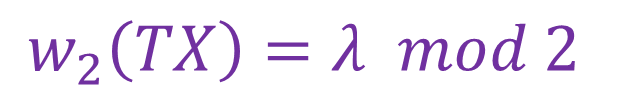 w₂(TX) = λ mod 2